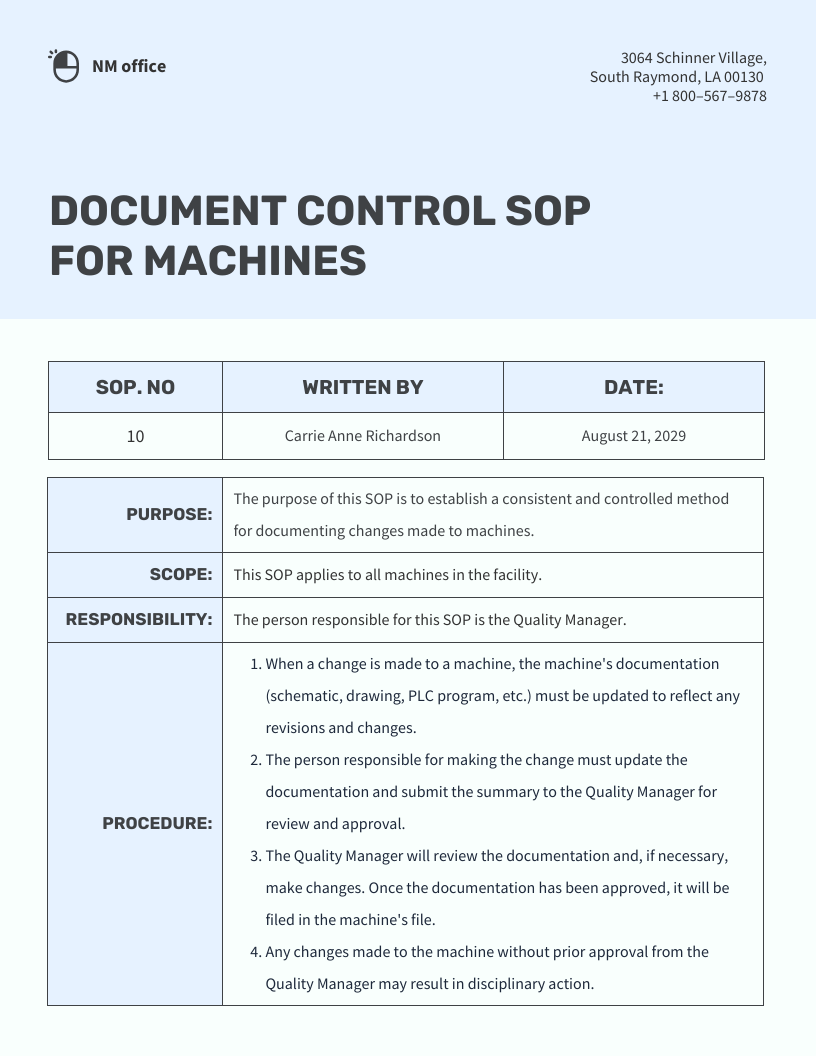 NM office
3064 Schinner Village,
South Raymond, LA 00130
+1 800–567–9878
DOCUMENT CONTROL SOP
FOR MACHINES
SOP. NO
WRITTEN BY
DATE:
10
Carrie Anne Richardson
August 21, 2029
PURPOSE:
The purpose of this SOP is to establish a consistent and controlled method
for documenting changes made to machines.
SCOPE:
This SOP applies to all machines in the facility.
RESPONSIBILITY:
The person responsible for this SOP is the Quality Manager.
PROCEDURE:
1. When a change is made to a machine, the machine's documentation
(schematic, drawing, PLC program, etc.) must be updated to reflect any
revisions and changes.
2. The person responsible for making the change must update the
documentation and submit the summary to the Quality Manager for
review and approval.
3. The Quality Manager will review the documentation and, if necessary,
make changes. Once the documentation has been approved, it will be
filed in the machine's file.
4. Any changes made to the machine without prior approval from the
Quality Manager may result in disciplinary action.